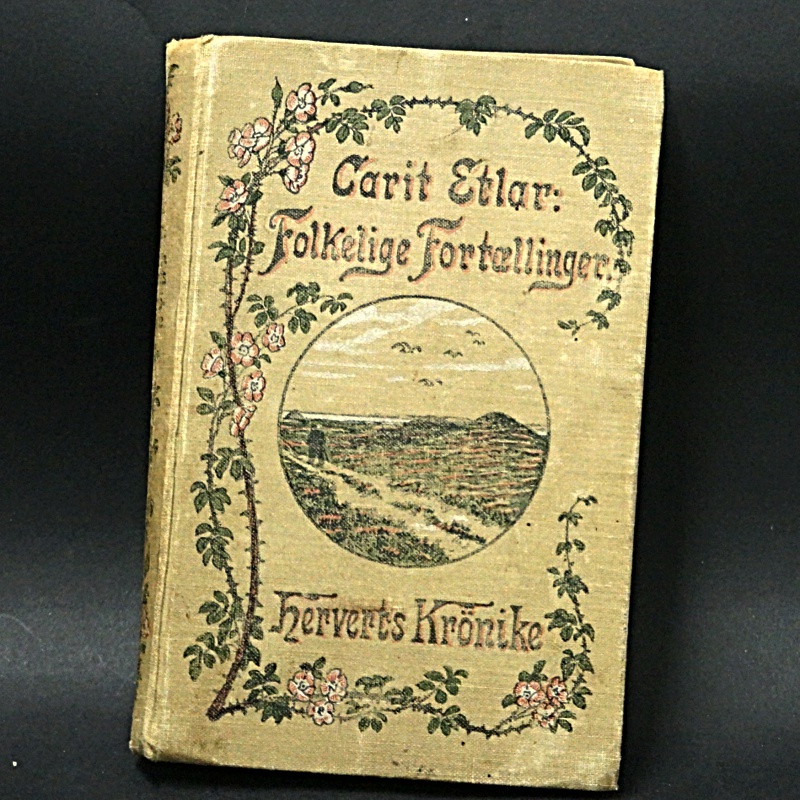 Carit Etlar:
Folkelige Fortællinger.
Herverts Krönike